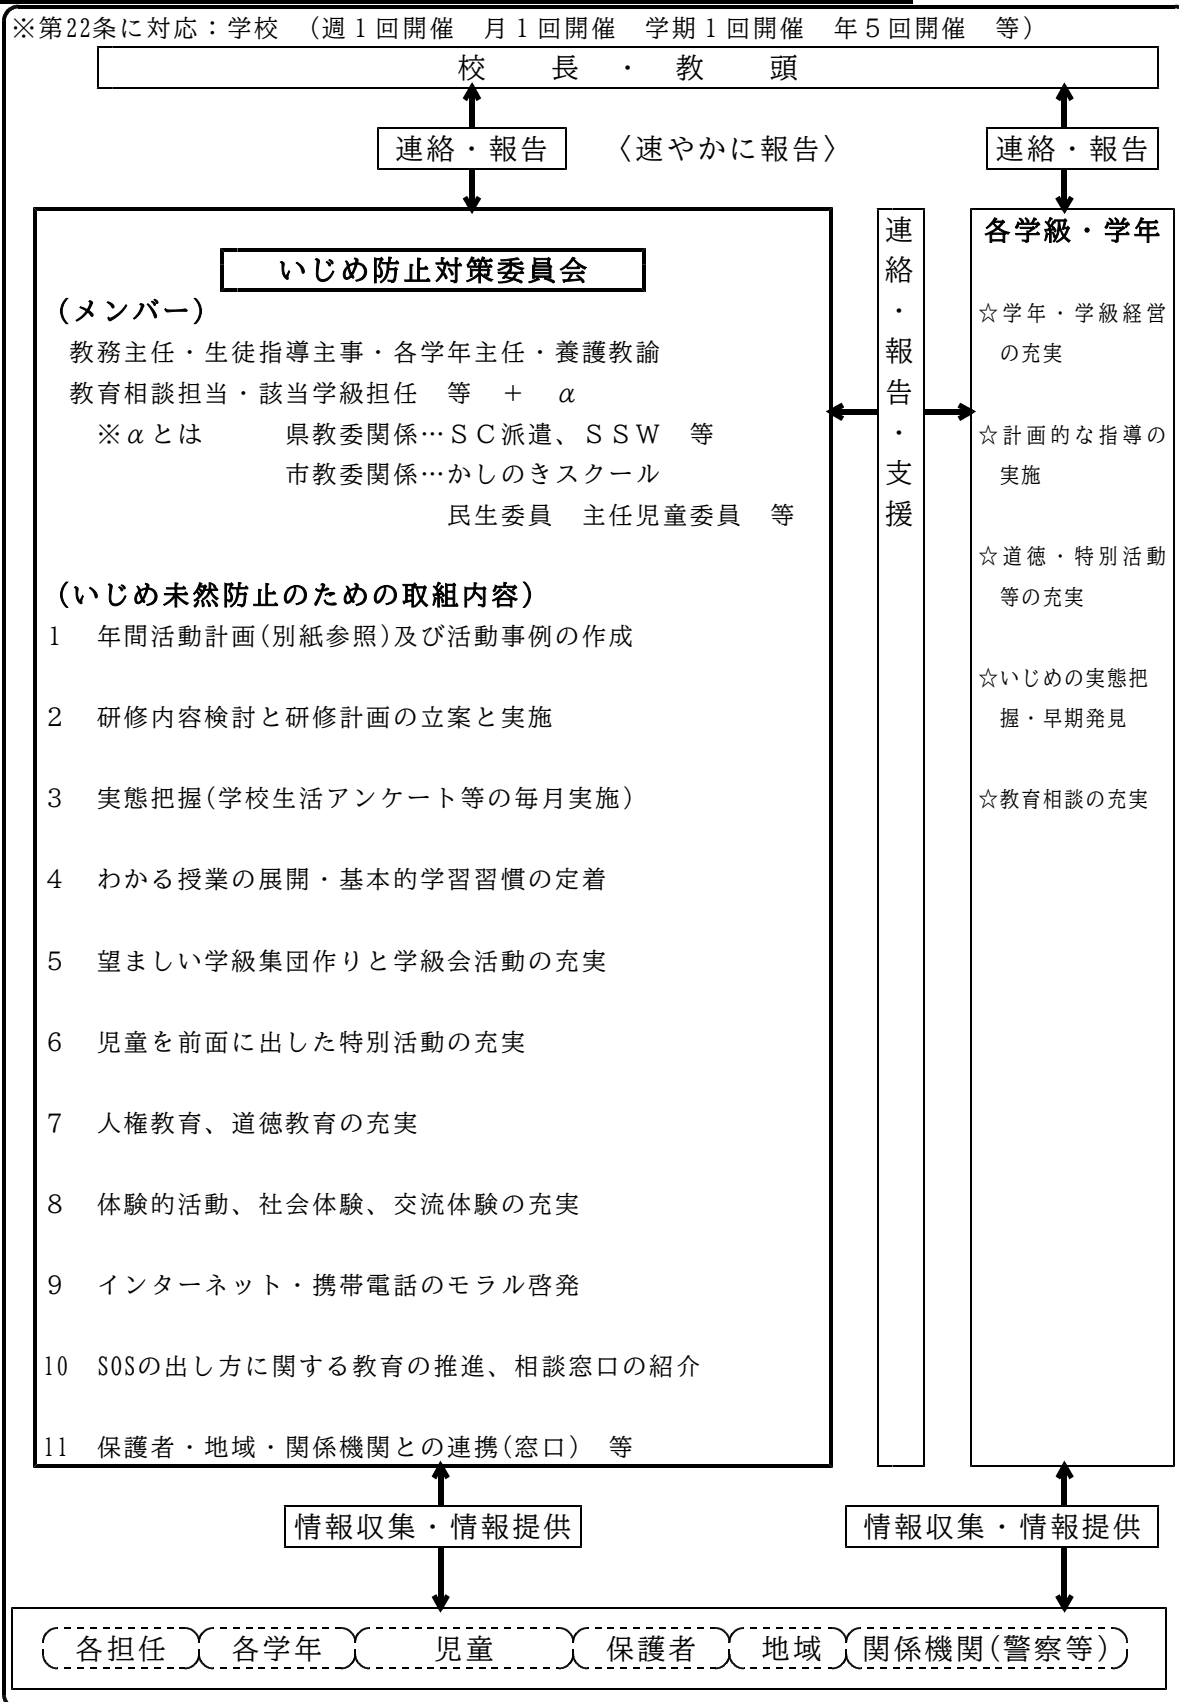 ※第22条に対応：学校　（週１回開催　月１回開催　学期１回開催　年５回開催　等）
校　長　・　教　頭
連絡・報告
〈速やかに報告〉
連絡・報告
いじめ防止対策委員会
（メンバー）
教務主任・生徒指導主事・各学年主任・養護教諭
教育相談担当・該当学級担任　等　＋　α
※αとは　　　県教委関係…ＳＣ派遣、ＳＳＷ　等
市教委関係…かしのきスクール
民生委員　主任児童委員　等
（いじめ未然防止のための取組内容）
１　年間活動計画(別紙参照)及び活動事例の作成
２　研修内容検討と研修計画の立案と実施
３　実態把握(学校生活アンケート等の毎月実施)
４　わかる授業の展開・基本的学習習慣の定着
５　望ましい学級集団作りと学級会活動の充実
６　児童を前面に出した特別活動の充実
７　人権教育、道徳教育の充実
８　体験的活動、社会体験、交流体験の充実
９　インターネット・携帯電話のモラル啓発
10　SOSの出し方に関する教育の推進、相談窓口の紹介
11　保護者・地域・関係機関との連携(窓口)　等
連絡・報告・支援
各学級・学年
☆学年・学級経営
の充実
☆計画的な指導の
実施
☆道徳・特別活動
等の充実
☆いじめの実態把
握・早期発見
☆教育相談の充実
情報収集・情報提供
情報収集・情報提供
各担任　各学年　児童　保護者　地域　関係機関(警察等)